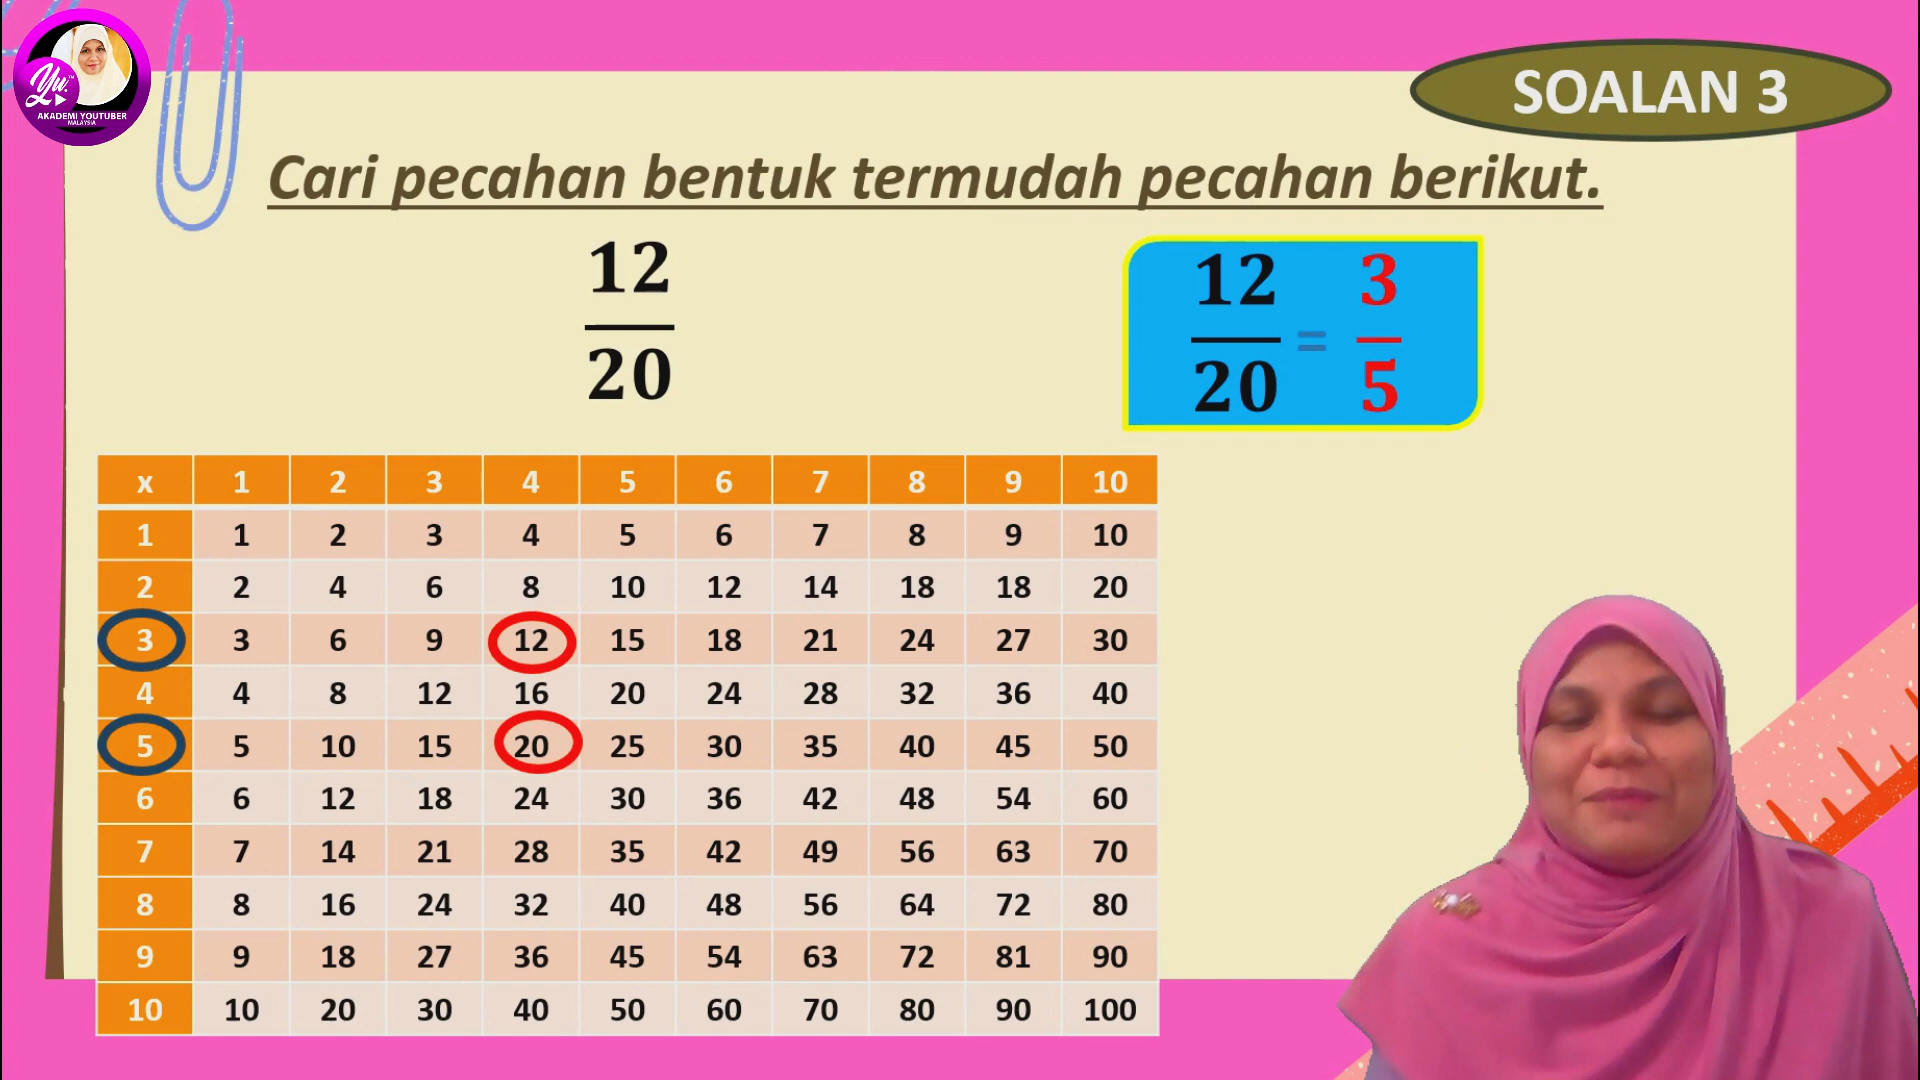 Yu.
AKADEMI YOUTUBER
MALAYSIA
SOALAN 3
Cari pecahan bentuk termudah pecahan berikut.
12
20
12
20
=
3
5
x 1 2 3 4 5 6 7 8 9 10
1 1 2 3 4 5 6 7 8 9 10
2 2 4 6 8 10 12 14 18 18 20
3 3 6 9 12 15 18 21 24 27 30
4 4 8 12 16 20 24 28 32 36 40
5 5 10 15 20 25 30 35 40 45 50
6 6 12 18 24 30 36 42 48 54 60
7 7 14 21 28 35 42 49 56 63 70
8 8 16 24 32 40 48 56 64 72 80
9 9 18 27 36 45 54 63 72 81 90
10 10 20 30 40 50 60 70 80 90 100